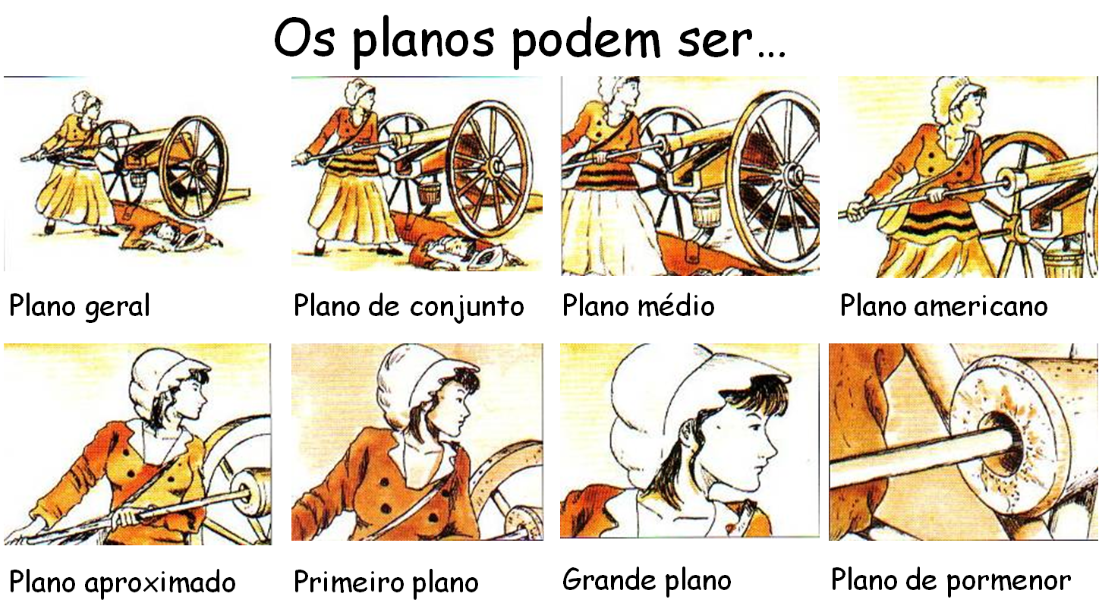 Os planos podem ser...
Plano geral
Plano de conjunto
Plano médio
Plano americano
Plano aproximado
Primeiro plano
Grande plano
Plano de pormenor